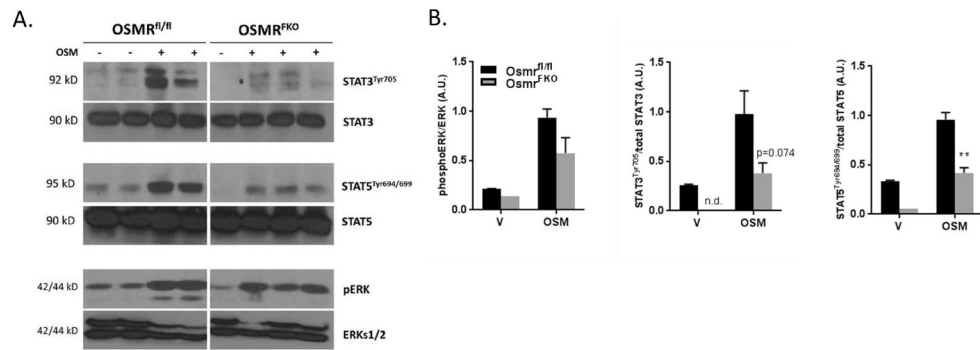 A.
OSMRfl/fl OSMRFKO
OSM - - + + - + + +
92 kD STAT3Tyr705
90 kD STAT3
95 kD STAT5Tyr694/699
90 kD STAT5
42/44 kD pERK
42/44 kD ERKs1/2
B.
Osmrfl/fl
OsmrFKO
phosphoERK/ERK (A.U.)
1.5
1.0
0.5
0.0
V OSM
STAT3Tyr705/total STAT3 (A.U.)
1.5
1.0
0.5
0.0
p=0.074
n.d.
V OSM
STAT5Tyr694/699/total STAT5 (A.U.)
1.5
1.0
0.5
0.0
**
V OSM